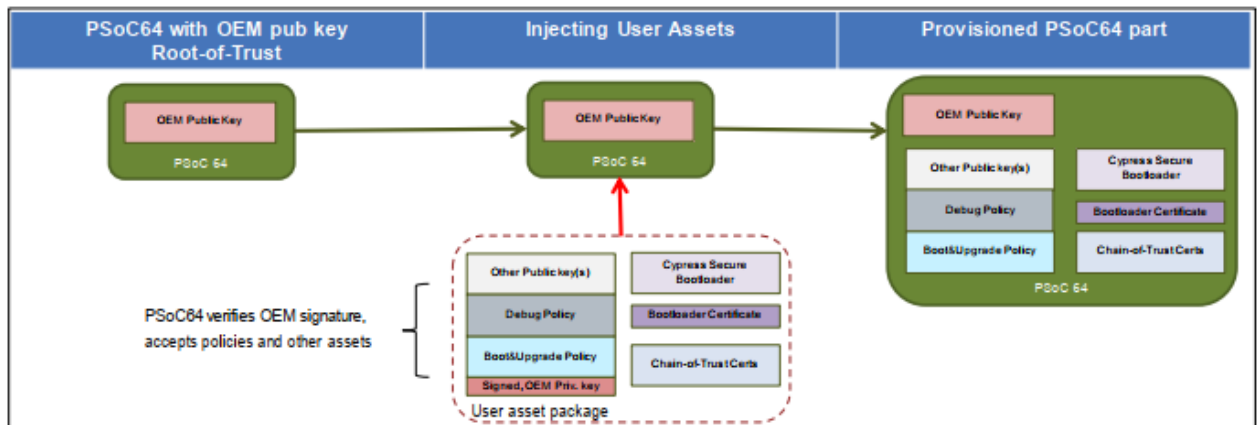 PSoC64 with OEM pub key
Root-of-Trust
Injecting User Assets
Provisioned PSoC64 part
OEM Public Key
PSoC 64
OEM Public Key
PSoC 64
OEM Public Key
Other Public key(s)
Debug Policy
Boot&Upgrade Policy
Cypress Secure
Bootloader
Bootloader Certificate
Chain-of-Trust Certs
PSoC 64
PSoC64 verifies OEM signature,
accepts policies and other assets
Other Public key(s)
Debug Policy
Boot&Upgrade Policy
Signed, OEM Priv. key
Cypress Secure
Bootloader
Bootloader Certificate
Chain-of-Trust Certs
User asset package